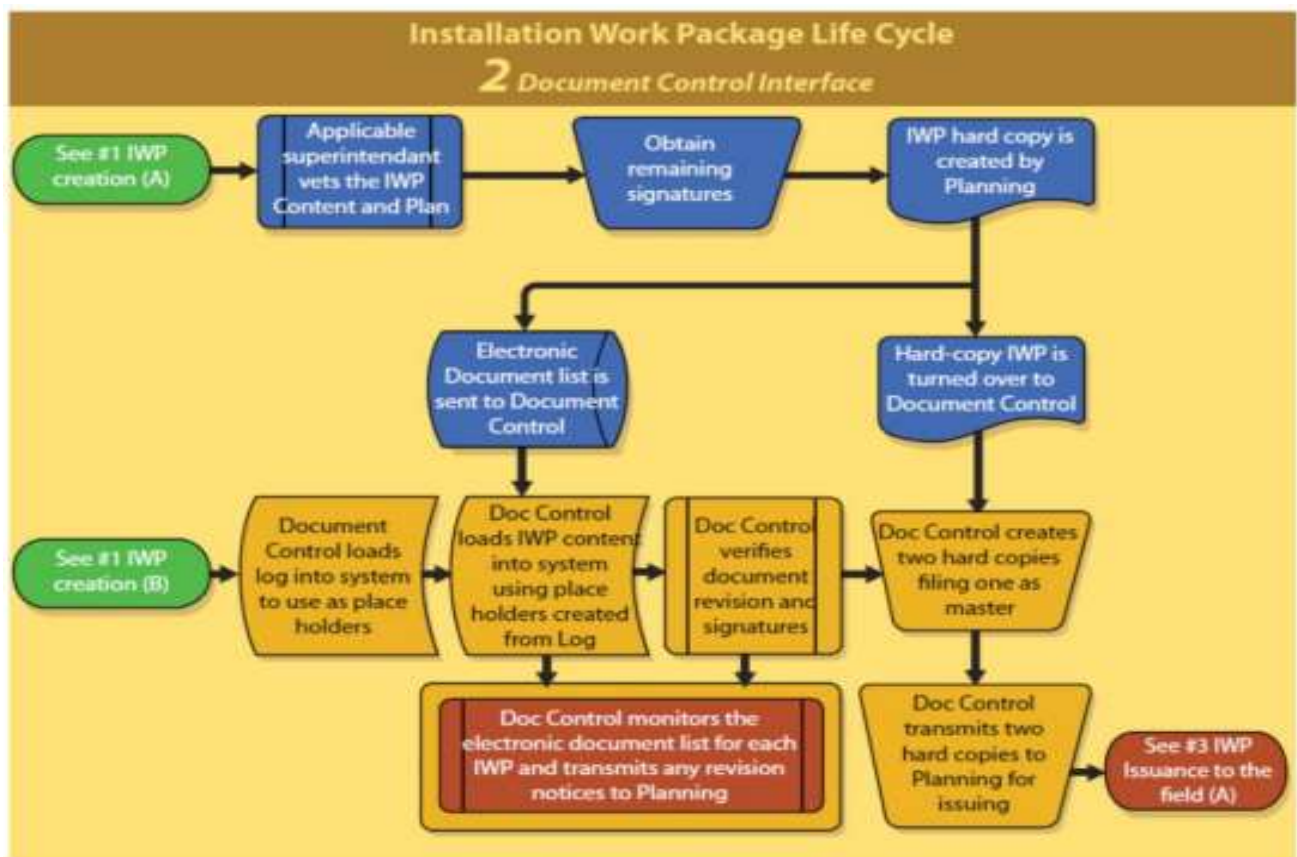 Installation Work Package Life Cycle
2 Document Control Interface
See #1 IWP
creation (A)
Applicable
superintendant
vets the IWP
Content and Plan
Obtain
remaining
signatures
IWP hard copy is
created by
Planning
Electronic
Document list is
sent to Document
Control
Hard-copy IWP is
turned over to
Document Control
See #1 IWP
creation (B)
Document
Control loads
log into system
to use as place
holders
Doc Control
loads IWP content
into system
using place
holders created
from Log
Doc Control
verifies
document
revision and
signatures
Doc Control creates
two hard copies
filing one as
master
Doc Control monitors the
electronic document list for each
IWP and transmits any revision
notices to Planning
Doc Control
transmits two
hard copies to
Planning for
issuing
See #3 IWP
Issuance to the
field (A)